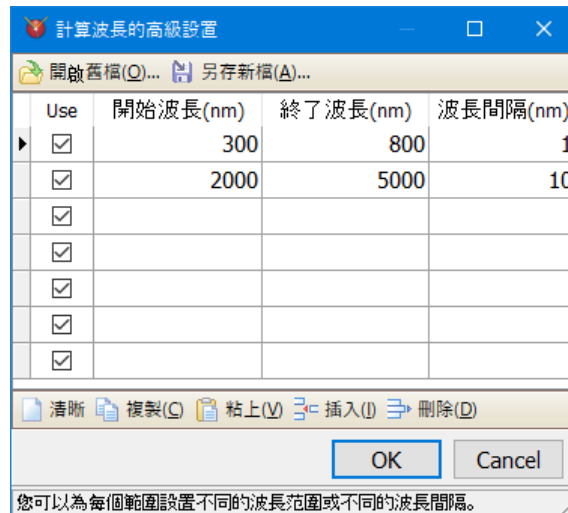 計算波長的高級設置
開啟舊檔(O)... 另存新檔(A)...
Use 開始波長(nm) 終了波長(nm) 波長間隔(nm)
300 800 1
2000 5000 10
清晰 複製(C) 粘上(V) 插入(I) 刪除(D)
OK Cancel
您可以為每個範圍設置不同的波長范圍或不同的波長間隔。